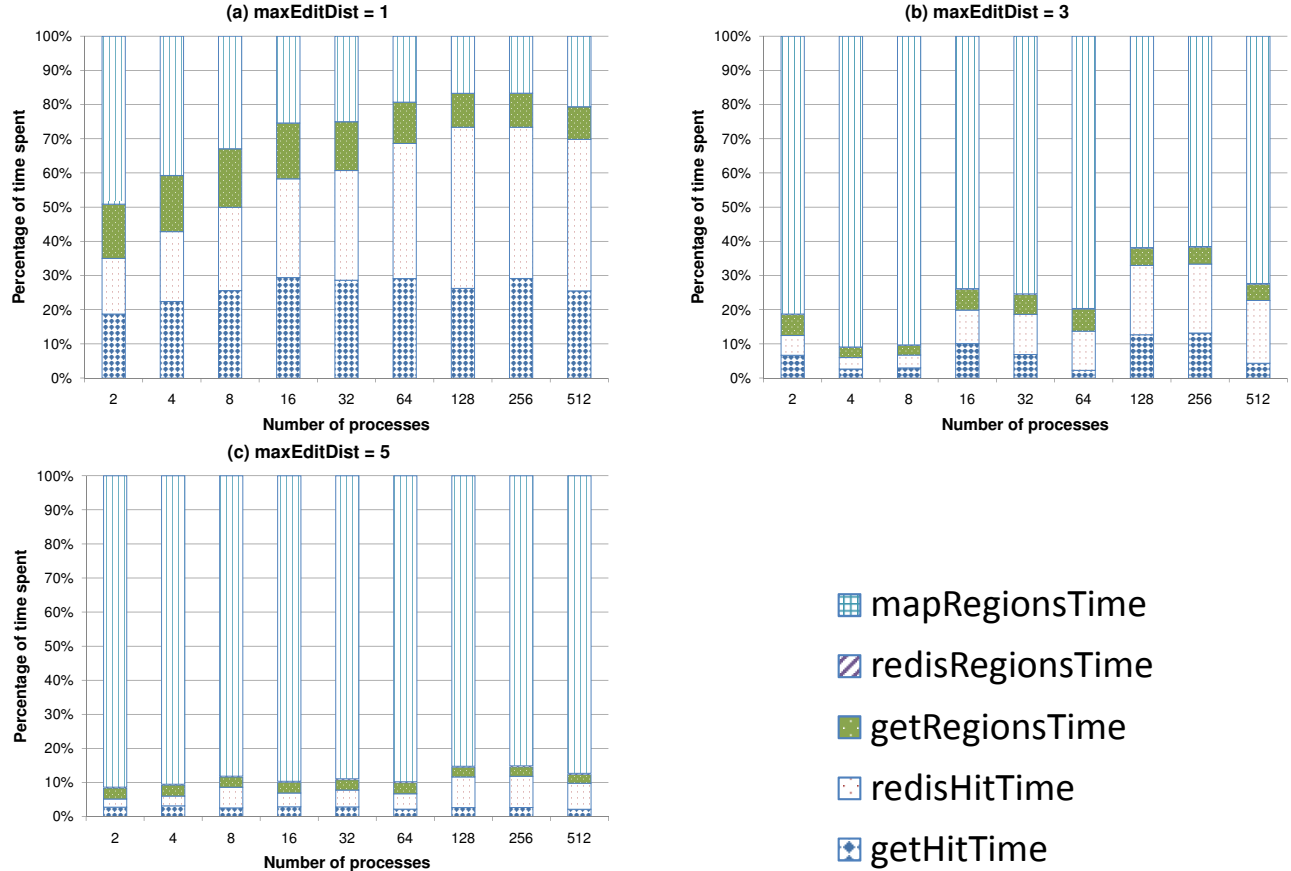 (a) maxEditDist = 1
100%
90%
80%
70%
60%
50%
40%
30%
20%
10%
0%
Percentage of time spent
2 4 8 16 32 64 128 256 512
Number of processes
(b) maxEditDist = 3
100%
90%
80%
70%
60%
50%
40%
30%
20%
10%
0%
Percentage of time spent
2 4 8 16 32 64 128 256 512
Number of processes
(c) maxEditDist = 5
100%
90%
80%
70%
60%
50%
40%
30%
20%
10%
0%
Percentage of time spent
2 4 8 16 32 64 128 256 512
Number of processes
mapRegionsTime
redisRegionsTime
getRegionsTime
redisHitTime
getHitTime